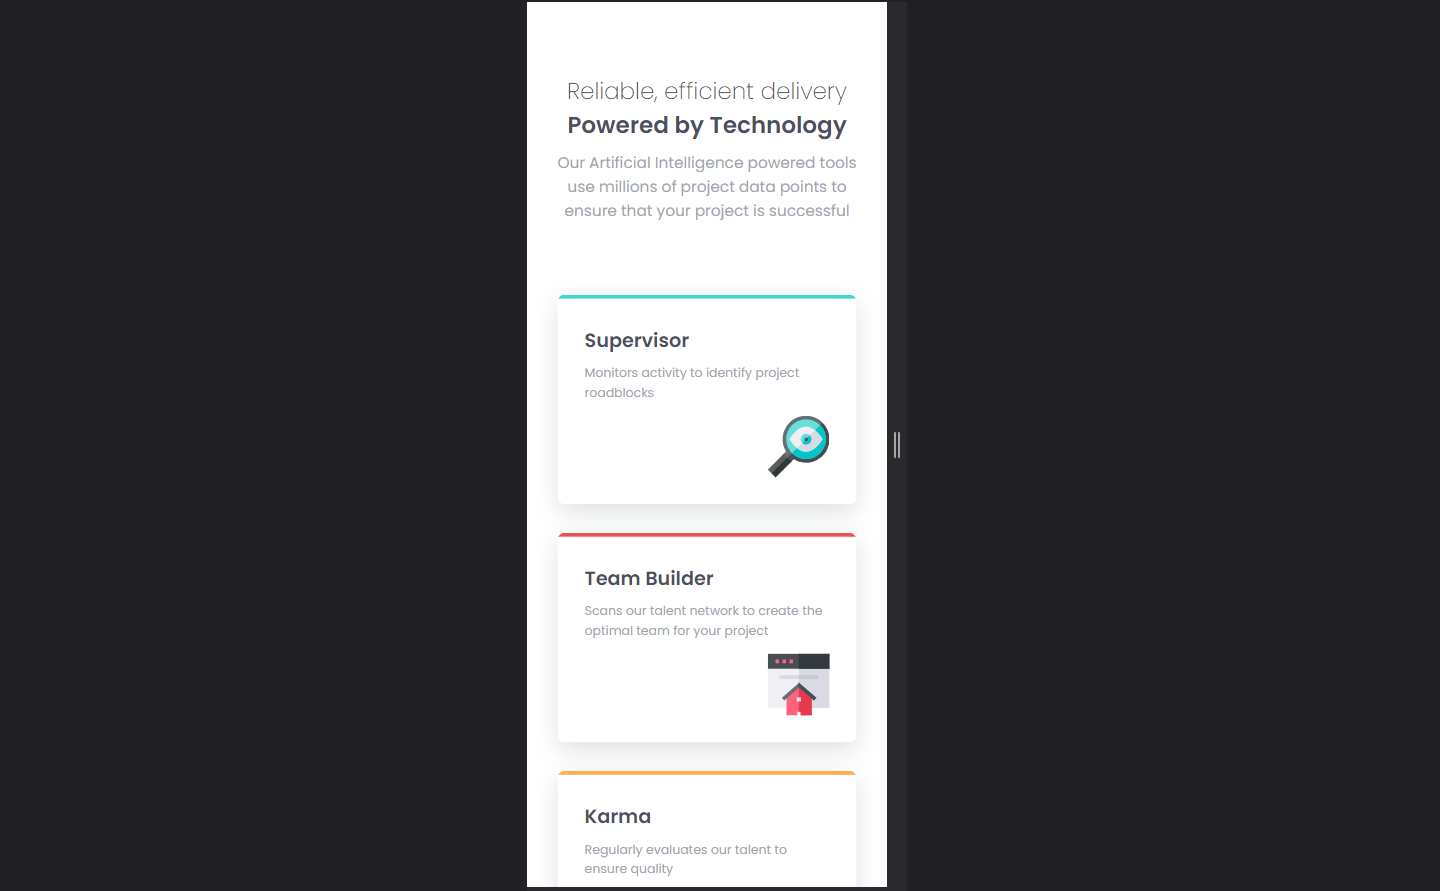 Reliable, efficient delivery
Powered by Technology
Our Artificial Intelligence powered tools
use millions of project data points to
ensure that your project is successful
Supervisor
Monitors activity to identify project
roadblocks
Team Builder
Scans our talent network to create the
optimal team for your project
Karma
Regularly evaluates our talent to
ensure quality